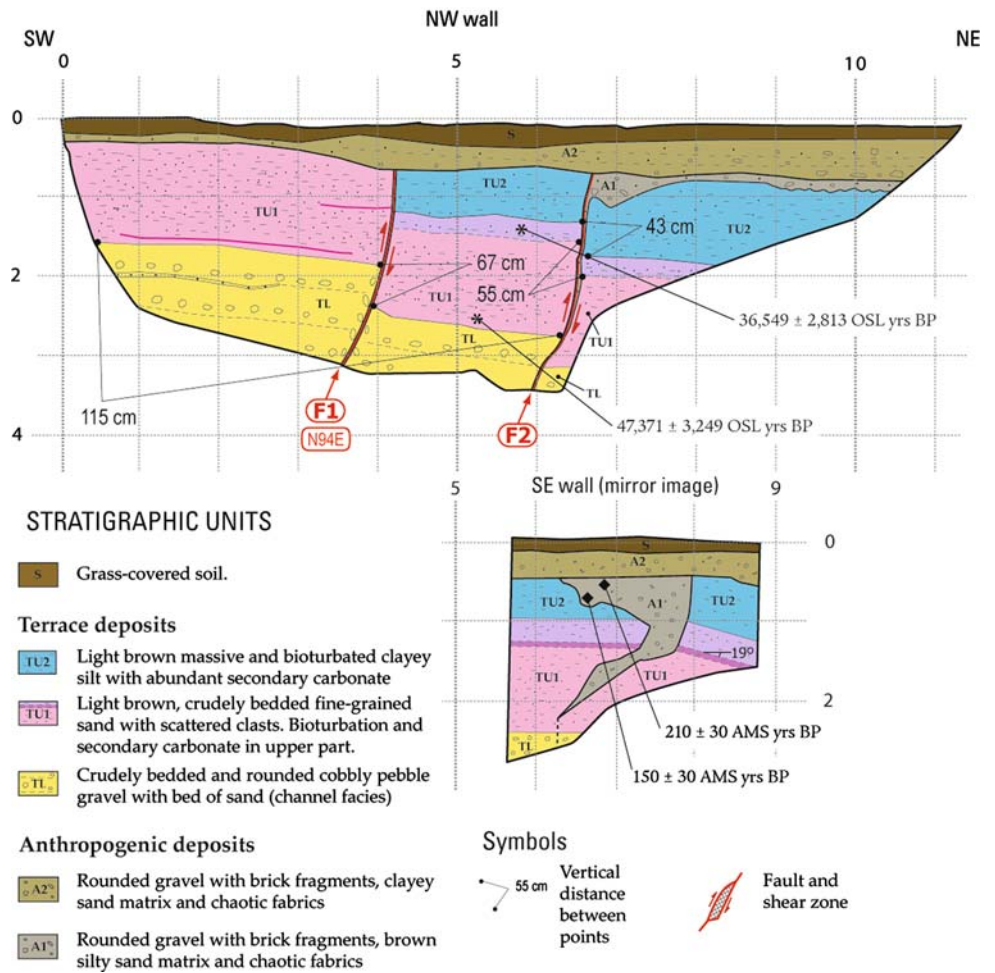 NW wall
SW
NE
0
5
10
0
S
A2
A1
TU2
TU1
TU2
43 cm
2
67 cm
55 cm
TL
TU1
TL
TU1
TL
36,549 ± 2,813 OSL yrs BP
115 cm
F1
N94E
F2
47,371 ± 3,249 OSL yrs BP
4
5
SE wall (mirror image)
9
0
S
A2
TU2
A1
TU2
19º
TU1
TU1
2
TL
210 ± 30 AMS yrs BP
150 ± 30 AMS yrs BP
STRATIGRAPHIC UNITS
S
Grass-covered soil.
Terrace deposits
TU2
Light brown massive and bioturbated clayey
silt with abundant secondary carbonate
TU1
Light brown, crudely bedded fine-grained
sand with scattered clasts. Bioturbation and
secondary carbonate in upper part.
TL
Crudely bedded and rounded cobbly pebble
gravel with bed of sand (channel facies)
Anthropogenic deposits
A2
Rounded gravel with brick fragments, clayey
sand matrix and chaotic fabrics
A1
Rounded gravel with brick fragments, brown
silty sand matrix and chaotic fabrics
Symbols
55 cm
Vertical
distance
between
points
Fault and
shear zone